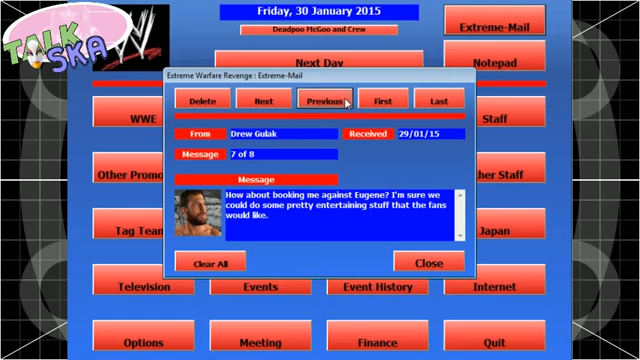 TALK
SKA
W
Friday, 30 January 2015
Deadpoo McGoo and Crew
Extreme-Mail
Next Day
Notepad
Extreme Warfare Revenge : Extreme-Mail
Delete
Next
Previous
First
Last
WWE
Staff
From
Drew Gulak
Received
29/01/15
Message
7 of 8
Other Promo
her Staff
Message
How about booking me against Eugene? I'm sure we
could do some pretty entertaining stuff that the fans
would like.
Tag Team
Japan
Clear All
Close
Television
Events
Event History
Internet
Options
Meeting
Finance
Quit